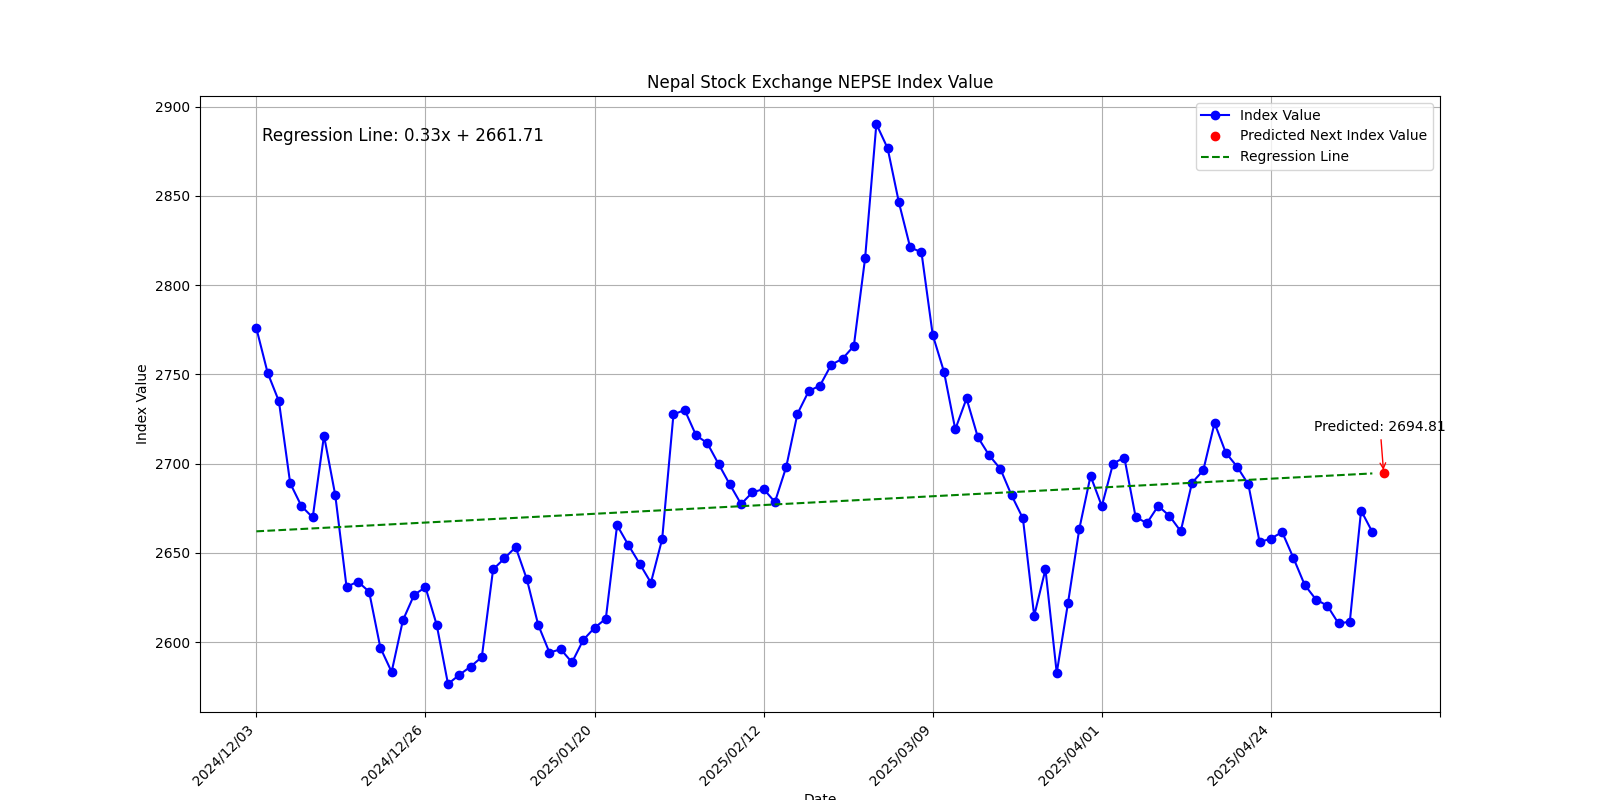 Nepal Stock Exchange NEPSE Index Value
Regression Line: 0.33x + 2661.71
Index Value
Predicted Next Index Value
Regression Line
Predicted: 2694.81
Index Value
2900
2850
2800
2750
2700
2650
2600
2024/12/03
2024/12/26
2025/01/20
2025/02/12
2025/03/09
2025/04/01
2025/04/24
Date